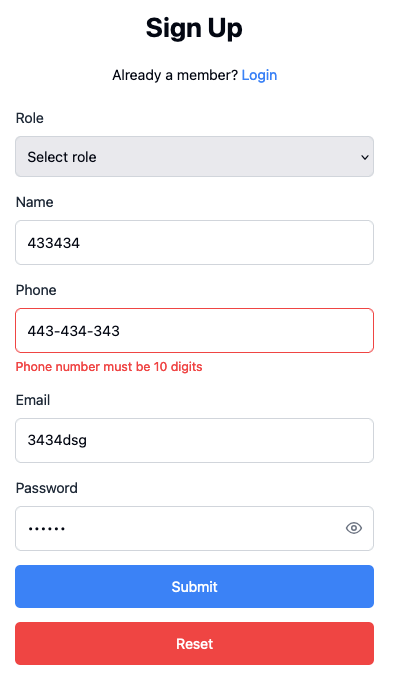 Sign Up
Already a member? Login
Role
Select role
Name
433434
Phone
443-434-343
Phone number must be 10 digits
Email
3434dsg
Password
••••••
Submit
Reset